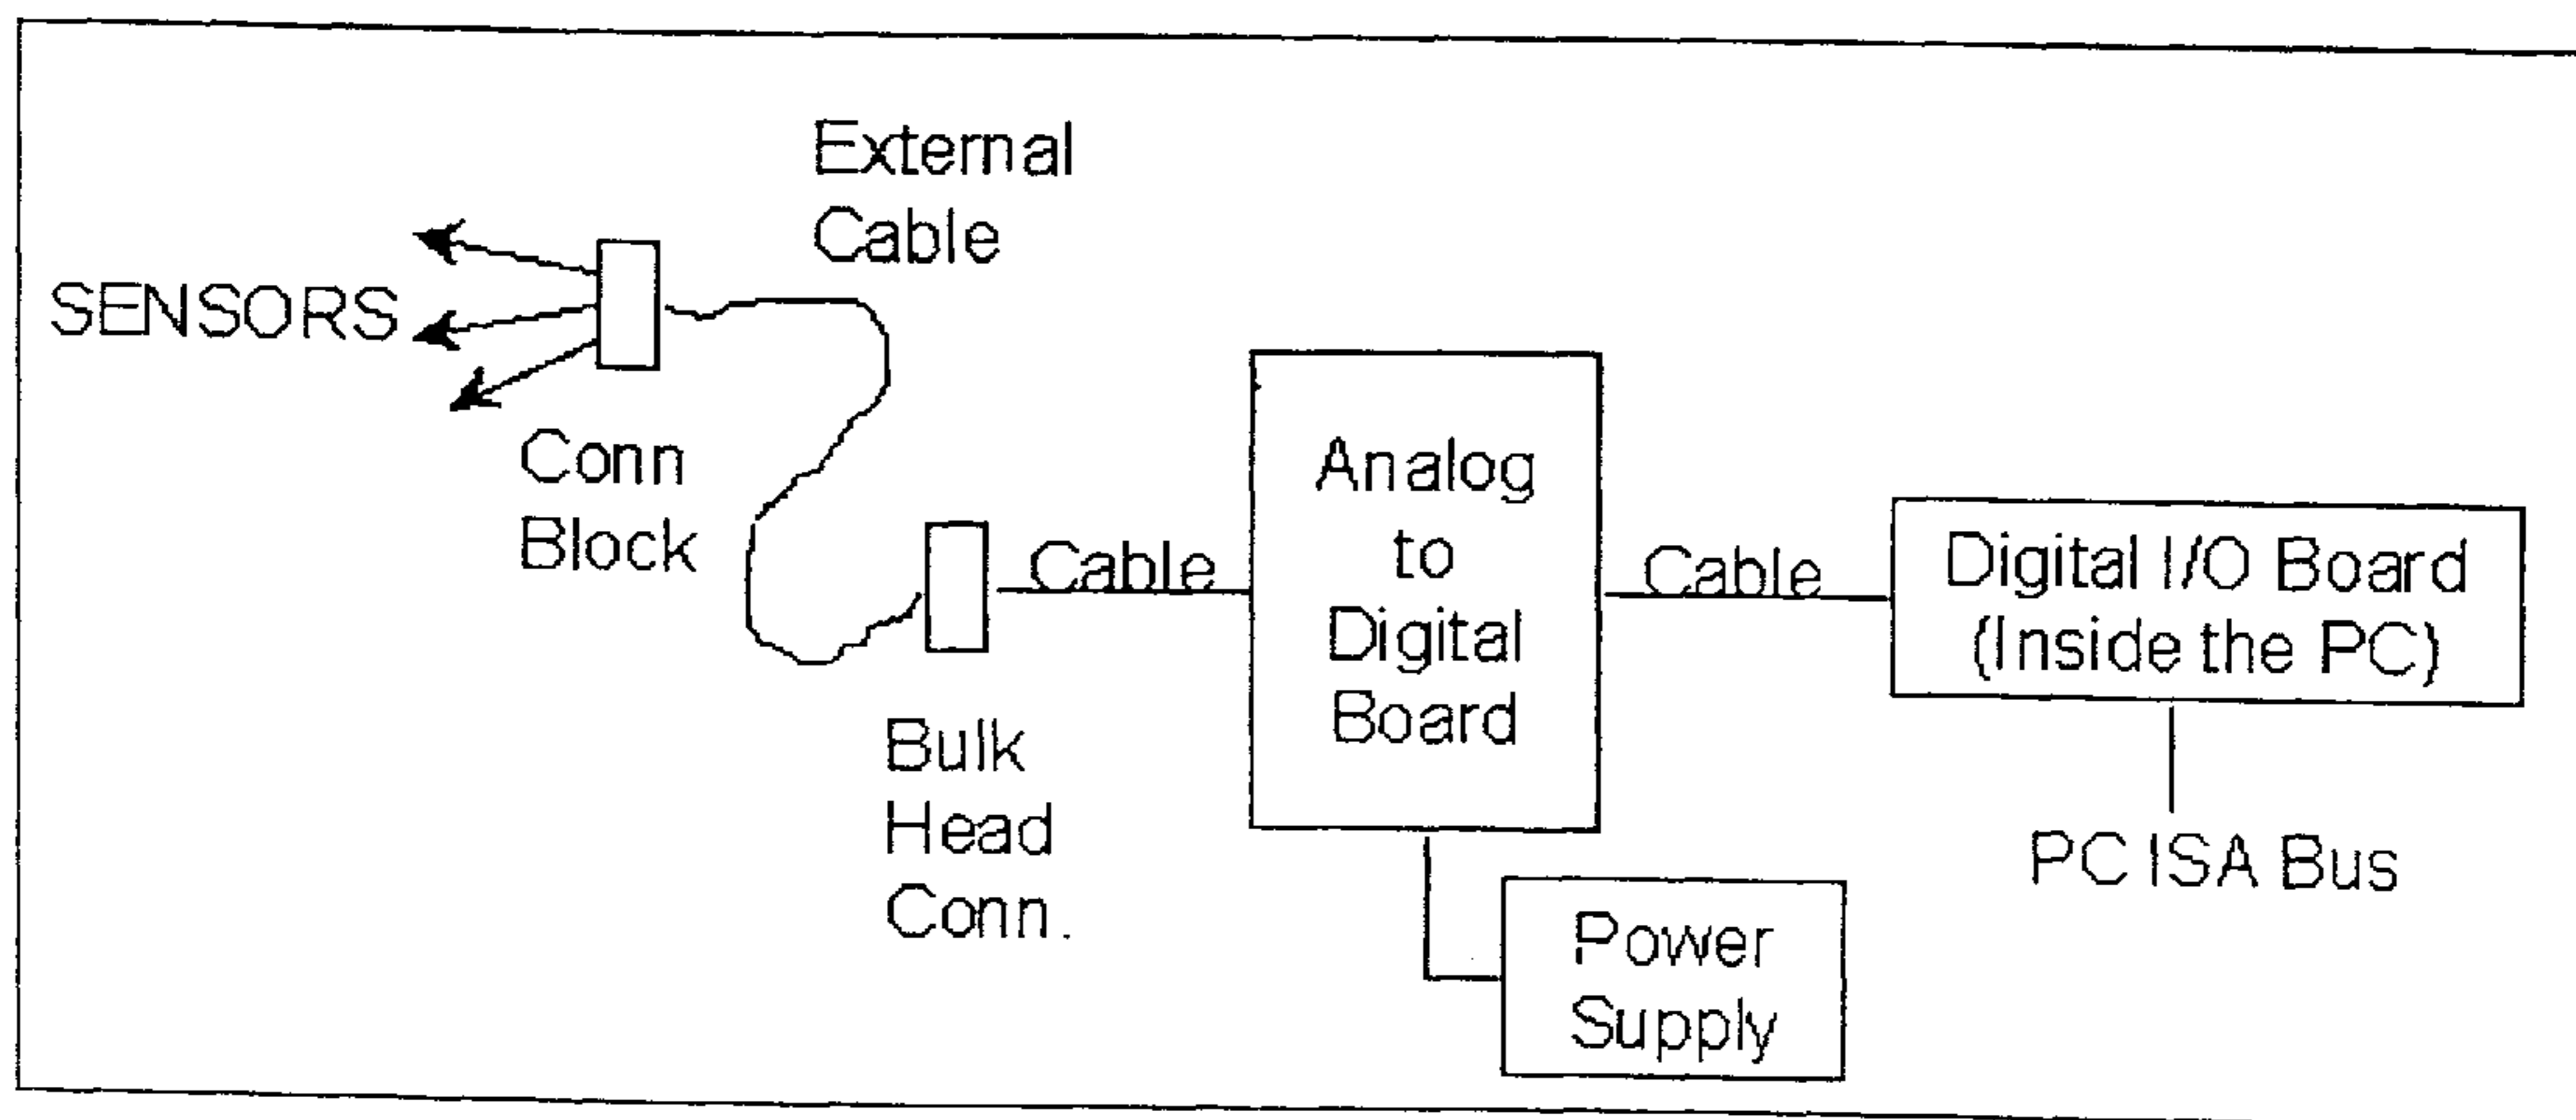 External
Cable
SENSORS
Conn
Block
Bulk
Head
Conn.
Cable
Analog
to
Digital
Board
Cable
Digital I/O Board
(Inside the PC)
PC ISA Bus
Power
Supply